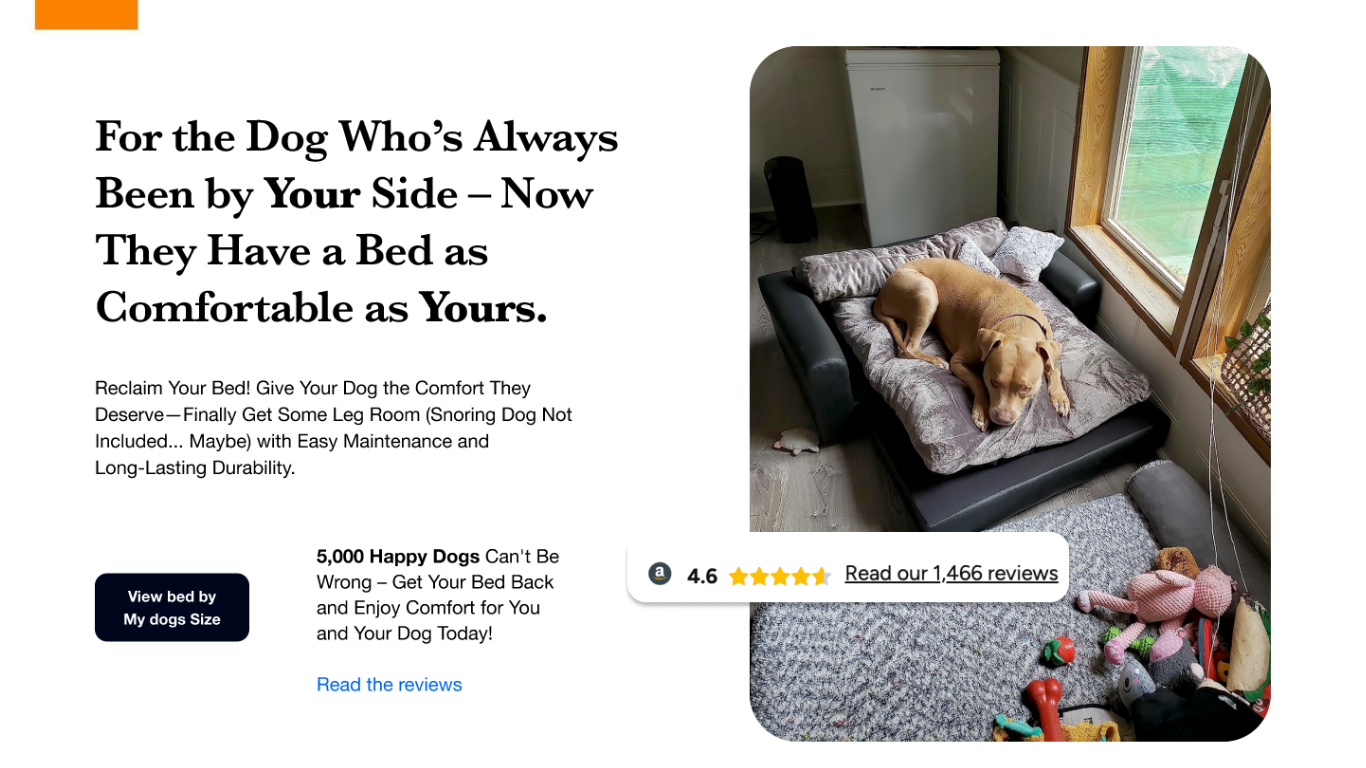 For the Dog Who’s Always
Been by Your Side – Now
They Have a Bed as
Comfortable as Yours.
Reclaim Your Bed! Give Your Dog the Comfort They
Deserve—Finally Get Some Leg Room (Snoring Dog Not
Included... Maybe) with Easy Maintenance and
Long-Lasting Durability.
View bed by
My dogs Size
5,000 Happy Dogs Can't Be
Wrong – Get Your Bed Back
and Enjoy Comfort for You
and Your Dog Today!
Read the reviews
a 4.6 Read our 1,466 reviews